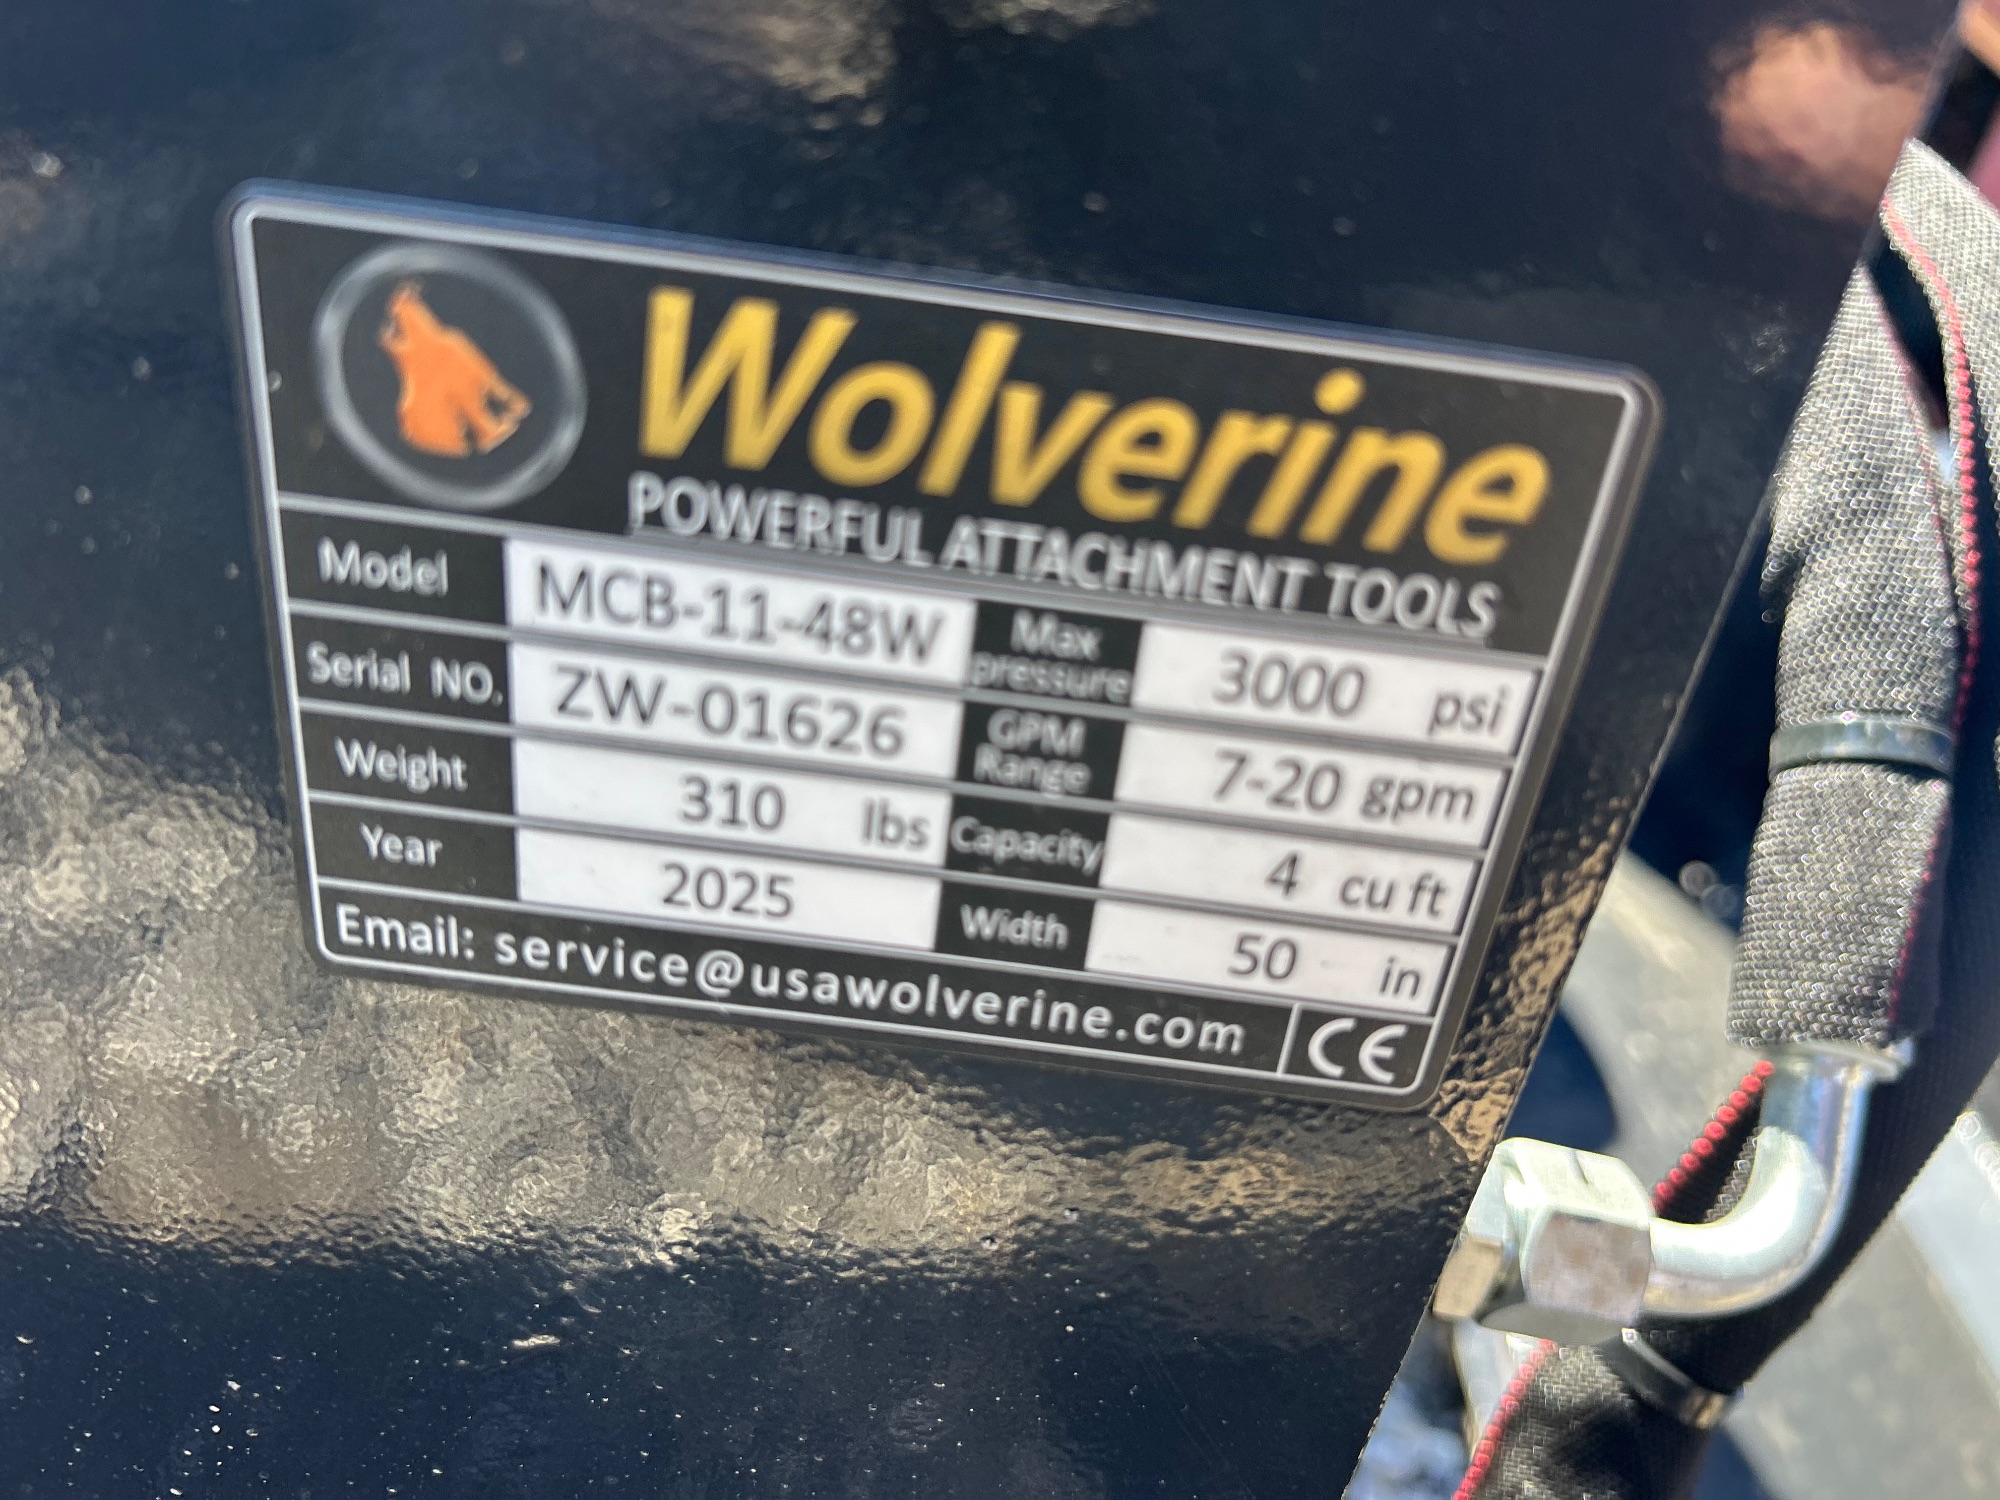 Wolverine
POWERFUL ATTACHMENT TOOLS
Model MCB-11-48W Max pressure 3000 psi
Serial NO. ZW-01626 GPM Range 7-20 gpm
Weight 310 lbs Capacity 4 cu ft
Year 2025 Width 50 in
Email: service@usawolverine.com CE